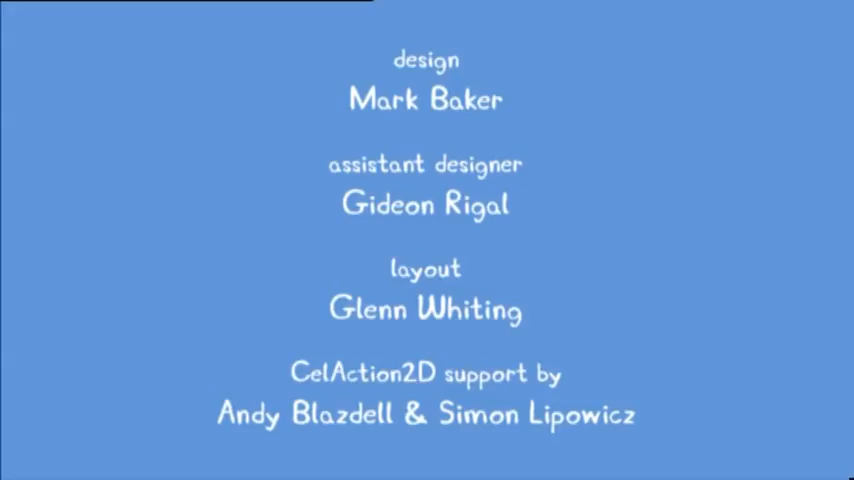 design
Mark Baker
assistant designer
Gideon Rigal
layout
Glenn Whiting
CelAction2D support by
Andy Blazdell & Simon Lipowicz